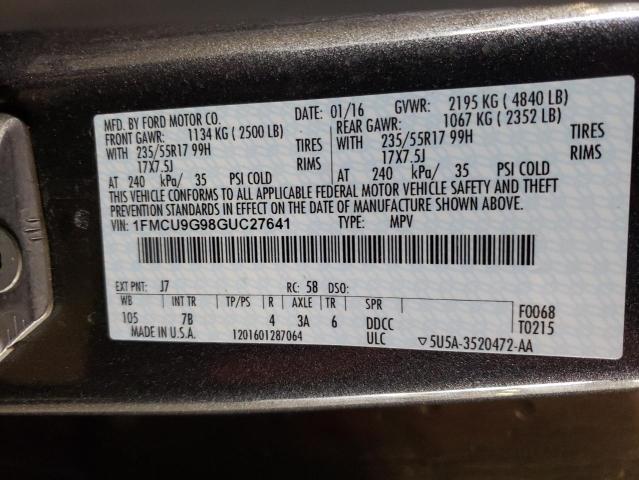 MFD. BY FORD MOTOR CO.
DATE: 01/16 GVWR: 2195 KG ( 4840 LB)
FRONT GAWR: 1134 KG ( 2500 LB) REAR GAWR: 1067 KG ( 2352 LB)
WITH 235/55R17 99H TIRES WITH 235/55R17 99H TIRES
17X7.5J RIMS 17X7.5J RIMS
AT 240 kPa/ 35 PSI COLD AT 240 kPa/ 35 PSI COLD
THIS VEHICLE CONFORMS TO ALL APPLICABLE FEDERAL MOTOR VEHICLE SAFETY AND THEFT
PREVENTION STANDARDS IN EFFECT ON THE DATE OF MANUFACTURE SHOWN ABOVE.
VIN: 1FMCU9G98GUC27641 TYPE: MPV
EXT PNT: J7 RC: 58 DSO:
WB INT TR TP/PS R AXLE TR SPR F0068
105 7B 4 3A 6 DDCC T0215
MADE IN U.S.A. 1201601287064 ULC ▽5U5A-3520472-AA